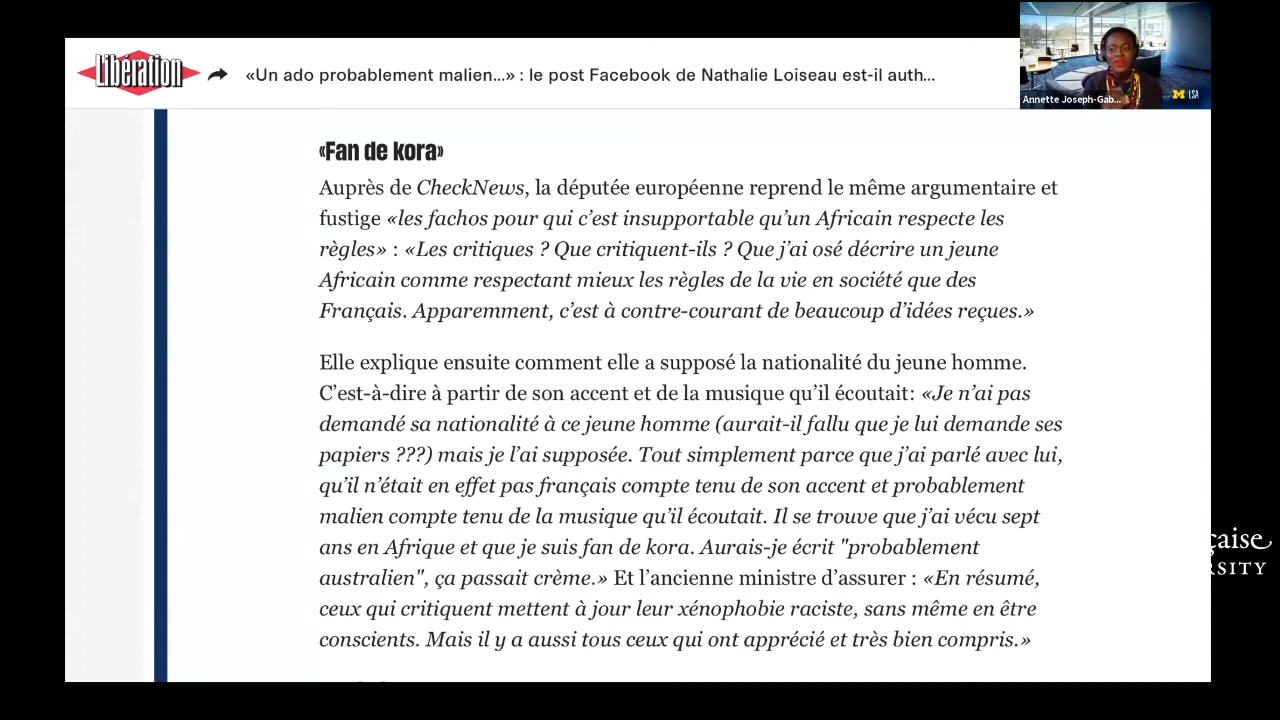 Libération
«Un ado probablement malien...» : le post Facebook de Nathalie Loiseau est-il auth...
Annette Joseph-Gab...
M LSA
«Fan de kora»
Auprès de CheckNews, la députée européenne reprend le même argumentaire et
fustige «les fachos pour qui c'est insupportable qu'un Africain respecte les
règles» : «Les critiques ? Que critiquent-ils ? Que j'ai osé décrire un jeune
Africain comme respectant mieux les règles de la vie en société que des
Français. Apparemment, c'est à contre-courant de beaucoup d'idées reçues.»
Elle explique ensuite comment elle a supposé la nationalité du jeune homme.
C'est-à-dire à partir de son accent et de la musique qu'il écoutait: «Je n'ai pas
demandé sa nationalité à ce jeune homme (aurait-il fallu que je lui demande ses
papiers ???) mais je l'ai supposée. Tout simplement parce que j'ai parlé avec lui,
qu'il n'était en effet pas français compte tenu de son accent et probablement
malien compte tenu de la musique qu'il écoutait. Il se trouve que j'ai vécu sept
ans en Afrique et que je suis fan de kora. Aurais-je écrit "probablement
australien", ça passait crème.» Et l'ancienne ministre d'assurer : «En résumé,
ceux qui critiquent mettent à jour leur xénophobie raciste, sans même en être
conscients. Mais il y a aussi tous ceux qui ont apprécié et très bien compris.»